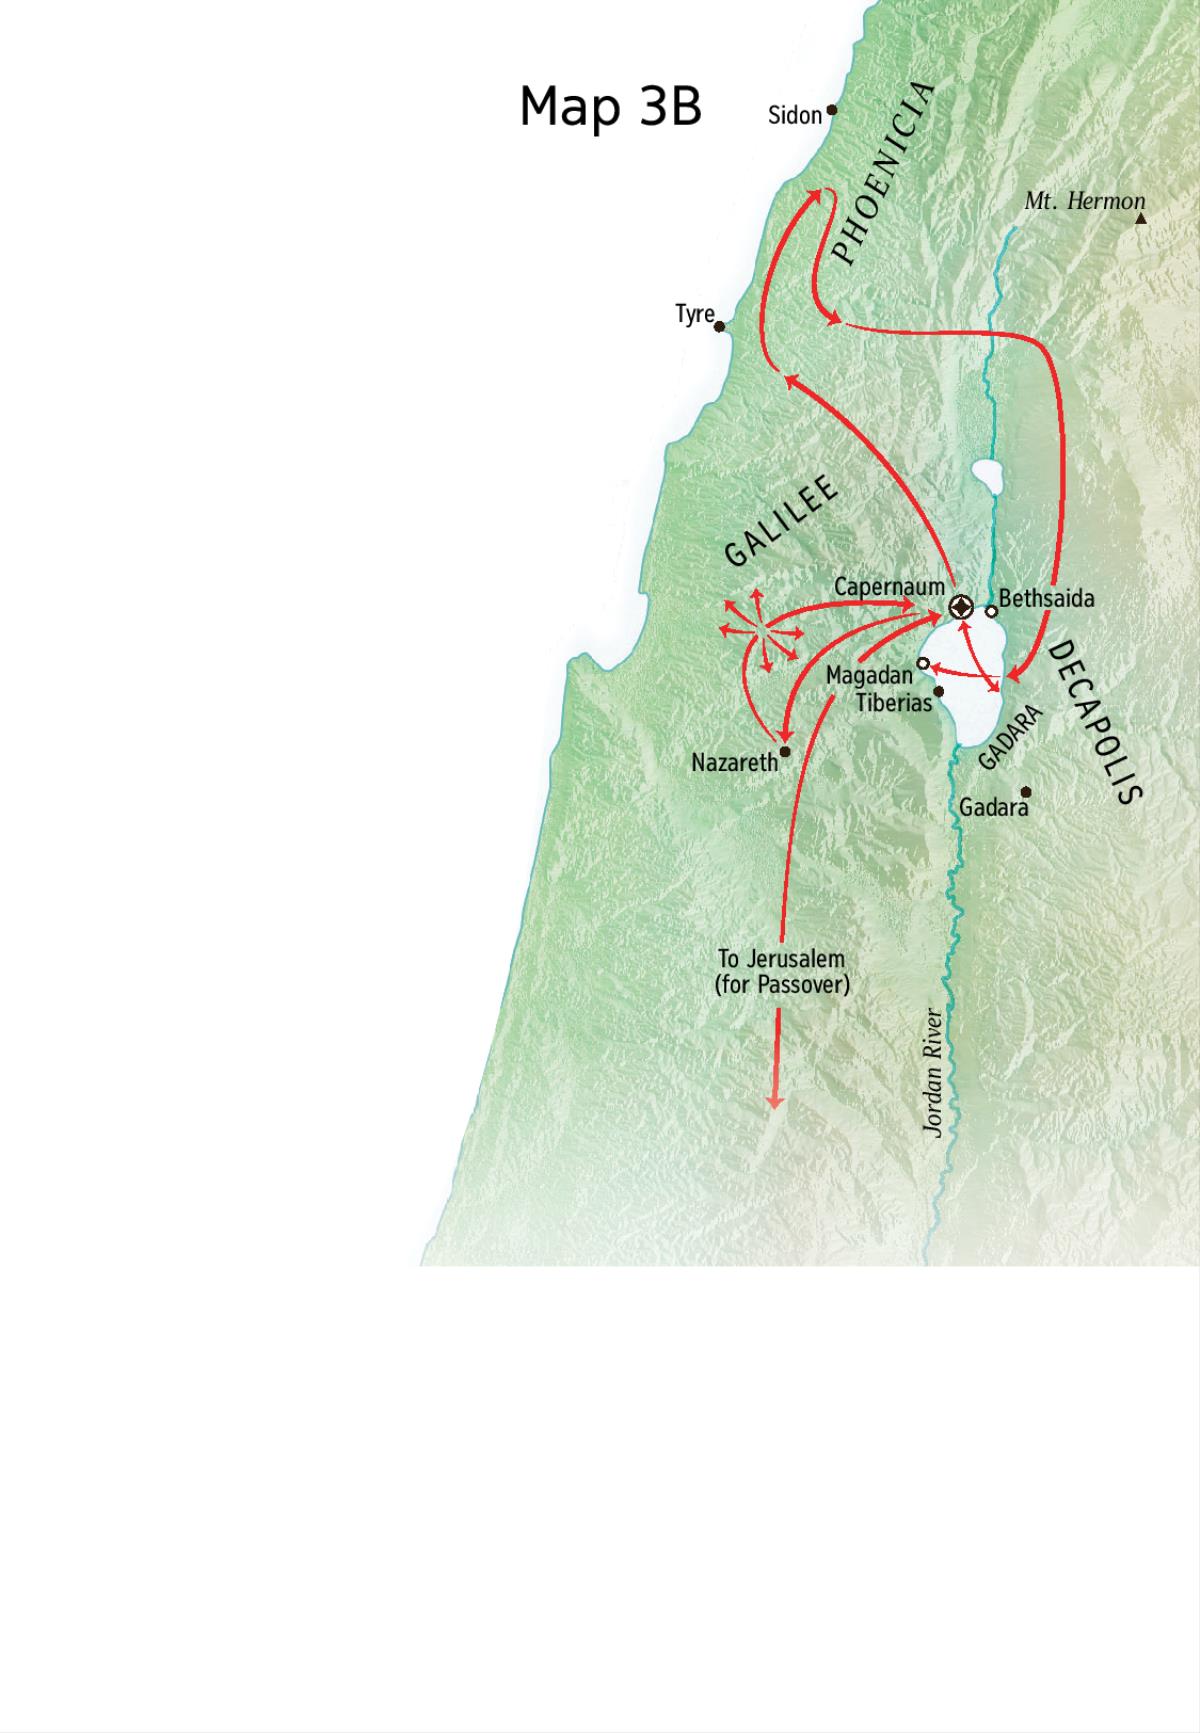 Map 3B
Sidon
PHOENICIA
Mt. Hermon
Tyre
GALILEE
Capernaum
Bethsaida
Magadan
Tiberias
DECAPOLIS
GADARA
Nazareth
Gadara
To Jerusalem
(for Passover)
Jordan River